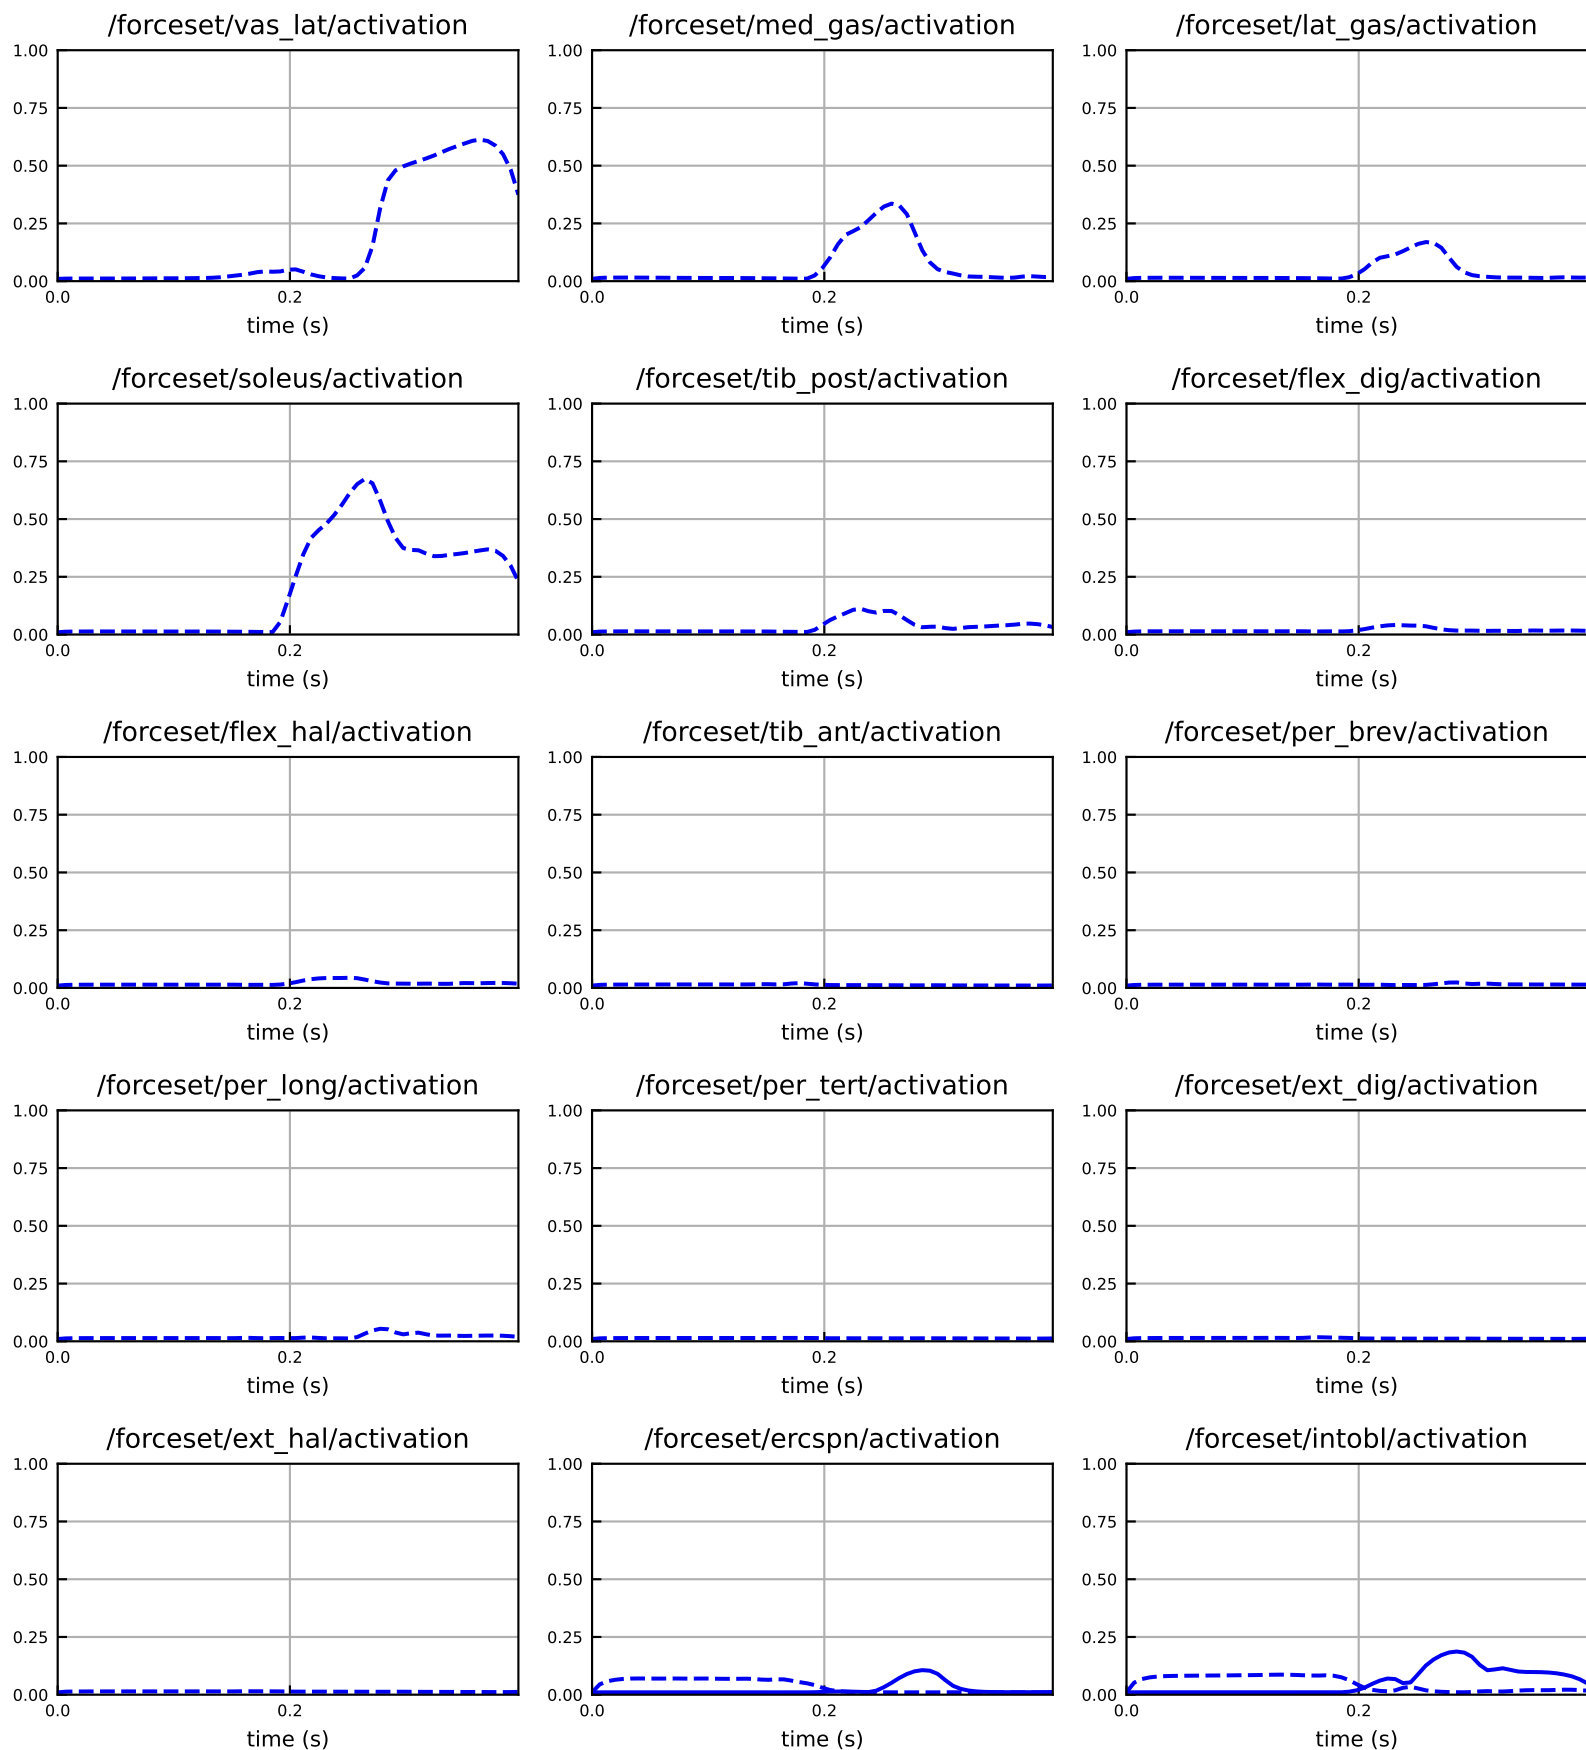 /forceset/vas_lat/activation /forceset/med_gas/activation /forceset/lat_gas/activation
1.00 1.00 1.00
0.75 0.75 0.75
0.50 0.50 0.50
0.25 0.25 0.25
0.00 0.00 0.00
0.0 0.2 0.0 0.2 0.0 0.2
time (s) time (s) time (s)
/forceset/soleus/activation /forceset/tib_post/activation /forceset/flex_dig/activation
1.00 1.00 1.00
0.75 0.75 0.75
0.50 0.50 0.50
0.25 0.25 0.25
0.00 0.00 0.00
0.0 0.2 0.0 0.2 0.0 0.2
time (s) time (s) time (s)
/forceset/flex_hal/activation /forceset/tib_ant/activation /forceset/per_brev/activation
1.00 1.00 1.00
0.75 0.75 0.75
0.50 0.50 0.50
0.25 0.25 0.25
0.00 0.00 0.00
0.0 0.2 0.0 0.2 0.0 0.2
time (s) time (s) time (s)
/forceset/per_long/activation /forceset/per_tert/activation /forceset/ext_dig/activation
1.00 1.00 1.00
0.75 0.75 0.75
0.50 0.50 0.50
0.25 0.25 0.25
0.00 0.00 0.00
0.0 0.2 0.0 0.2 0.0 0.2
time (s) time (s) time (s)
/forceset/ext_hal/activation /forceset/ercspn/activation /forceset/intobl/activation
1.00 1.00 1.00
0.75 0.75 0.75
0.50 0.50 0.50
0.25 0.25 0.25
0.00 0.00 0.00
0.0 0.2 0.0 0.2 0.0 0.2
time (s) time (s) time (s)